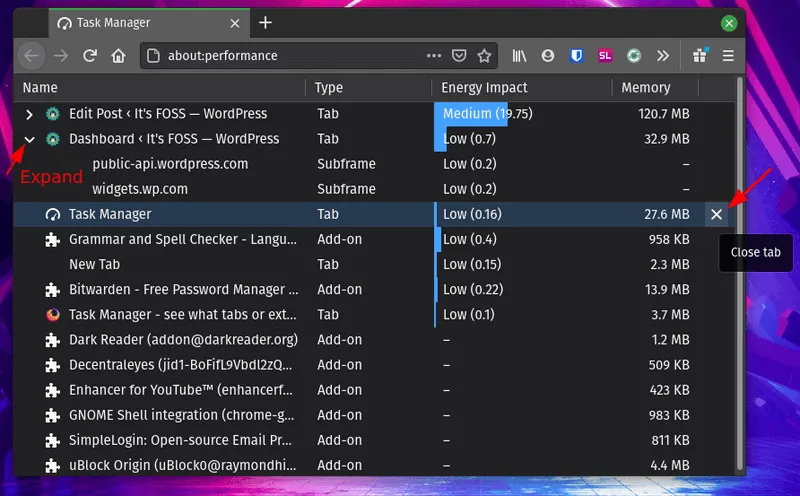 Task Manager
about:performance
SL
Name Type Energy Impact Memory
Edit Post ‹ It's FOSS — WordPress Tab Medium (19.75) 120.7 MB
Dashboard ‹ It's FOSS — WordPress Tab Low (0.7) 32.9 MB
public-api.wordpress.com Subframe Low (0.2) –
Expand
widgets.wp.com Subframe Low (0.2) –
Task Manager Tab Low (0.16) 27.6 MB
Grammar and Spell Checker - Langu... Add-on Low (0.4) 958 KB
Close tab
New Tab Tab Low (0.15) 2.3 MB
Bitwarden - Free Password Manager ... Add-on Low (0.22) 13.9 MB
Task Manager - see what tabs or ext... Tab Low (0.1) 3.7 MB
Dark Reader (addon@darkreader.org) Add-on – 1.2 MB
Decentraleyes (jid1-BoFifL9Vbdl2zQ... Add-on – 509 KB
Enhancer for YouTube™ (enhancerf... Add-on – 423 KB
GNOME Shell integration (chrome-g... Add-on – 983 KB
SimpleLogin: Open-source Email Pr... Add-on – 811 KB
uBlock Origin (uBlock0@raymondhi... Add-on – 4.4 MB